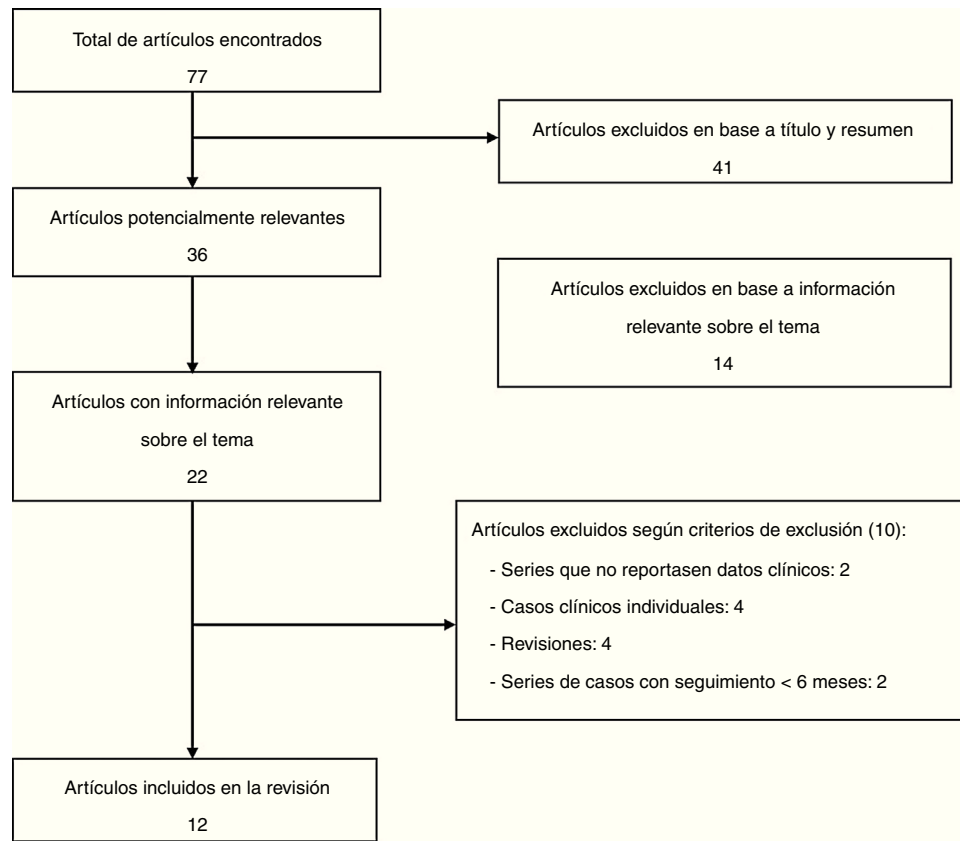 Total de artículos encontrados
77
Artículos excluidos en base a título y resumen
41
Artículos potencialmente relevantes
36
Artículos excluidos en base a información
relevante sobre el tema
14
Artículos con información relevante
sobre el tema
22
Artículos excluidos según criterios de exclusión (10):
- Series que no reportasen datos clínicos: 2
- Casos clínicos individuales: 4
- Revisiones: 4
- Series de casos con seguimiento < 6 meses: 2
Artículos incluidos en la revisión
12